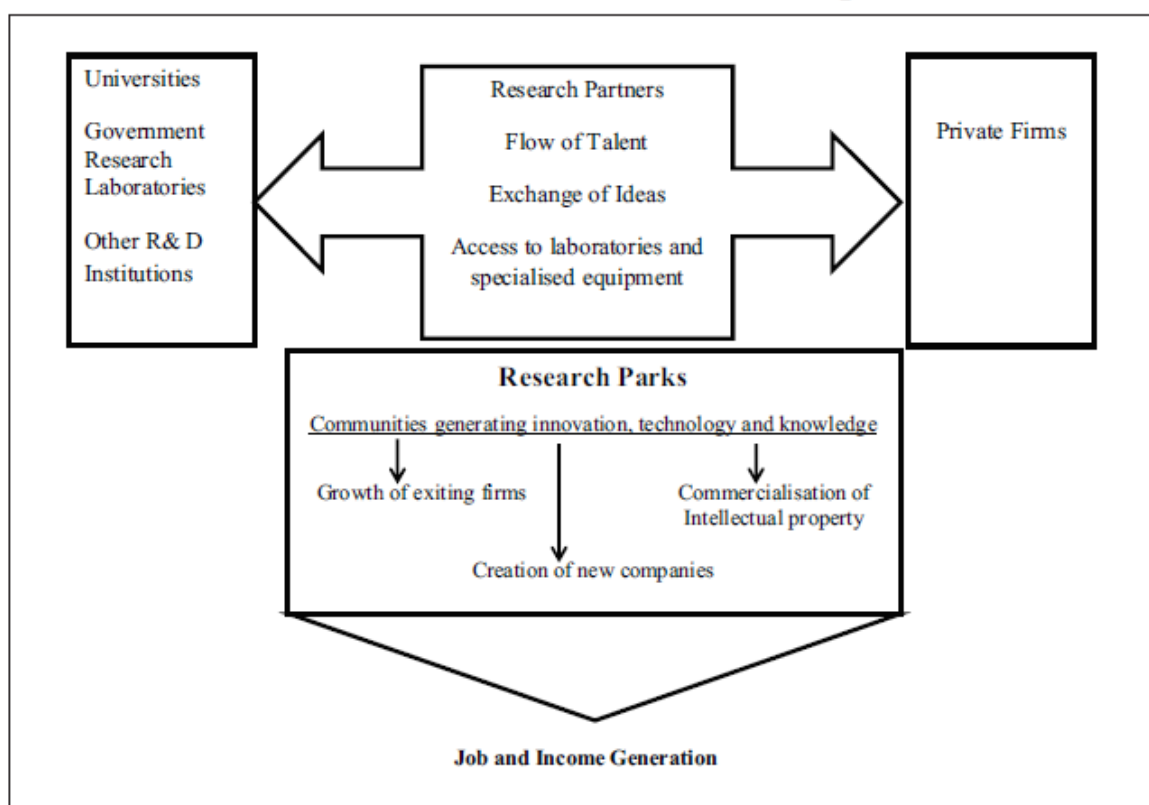 Universities
Government
Research
Laboratories
Other R& D
Institutions
Research Partners
Flow of Talent
Exchange of Ideas
Access to laboratories and
specialised equipment
Private Firms
Research Parks
Communities generating innovation, technology and knowledge
Growth of exiting firms
Commercialisation of
Intellectual property
Creation of new companies
Job and Income Generation